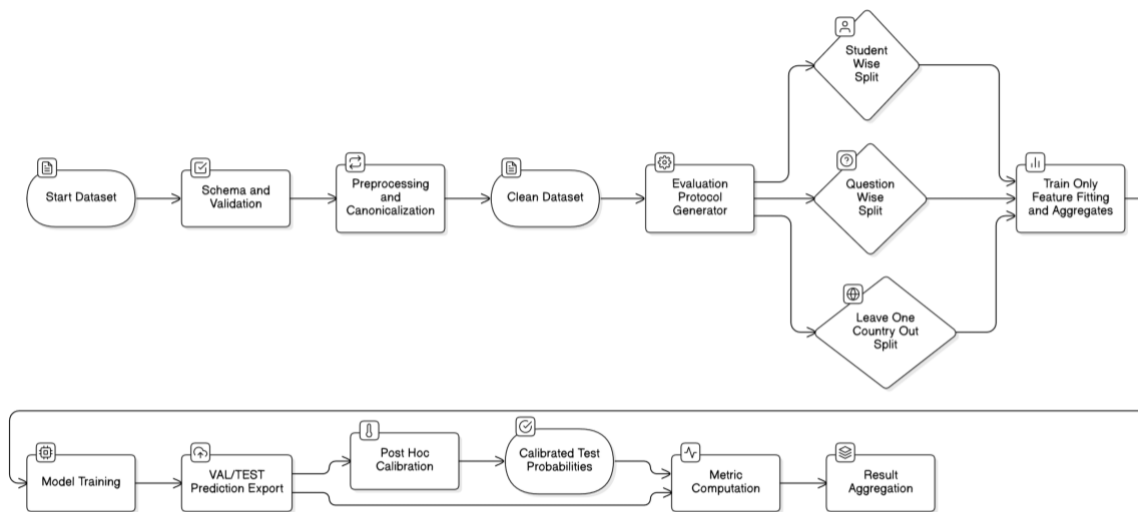 Student
Wise
Split
Start Dataset
Schema and
Validation
Preprocessing
and
Canonicalization
Clean Dataset
Evaluation
Protocol
Generator
Question
Wise
Split
Train Only
Feature Fitting
and Aggregates
Leave One
Country Out
Split
Model Training
VAL/TEST
Prediction Export
Post Hoc
Calibration
Calibrated Test
Probabilities
Metric
Computation
Result
Aggregation